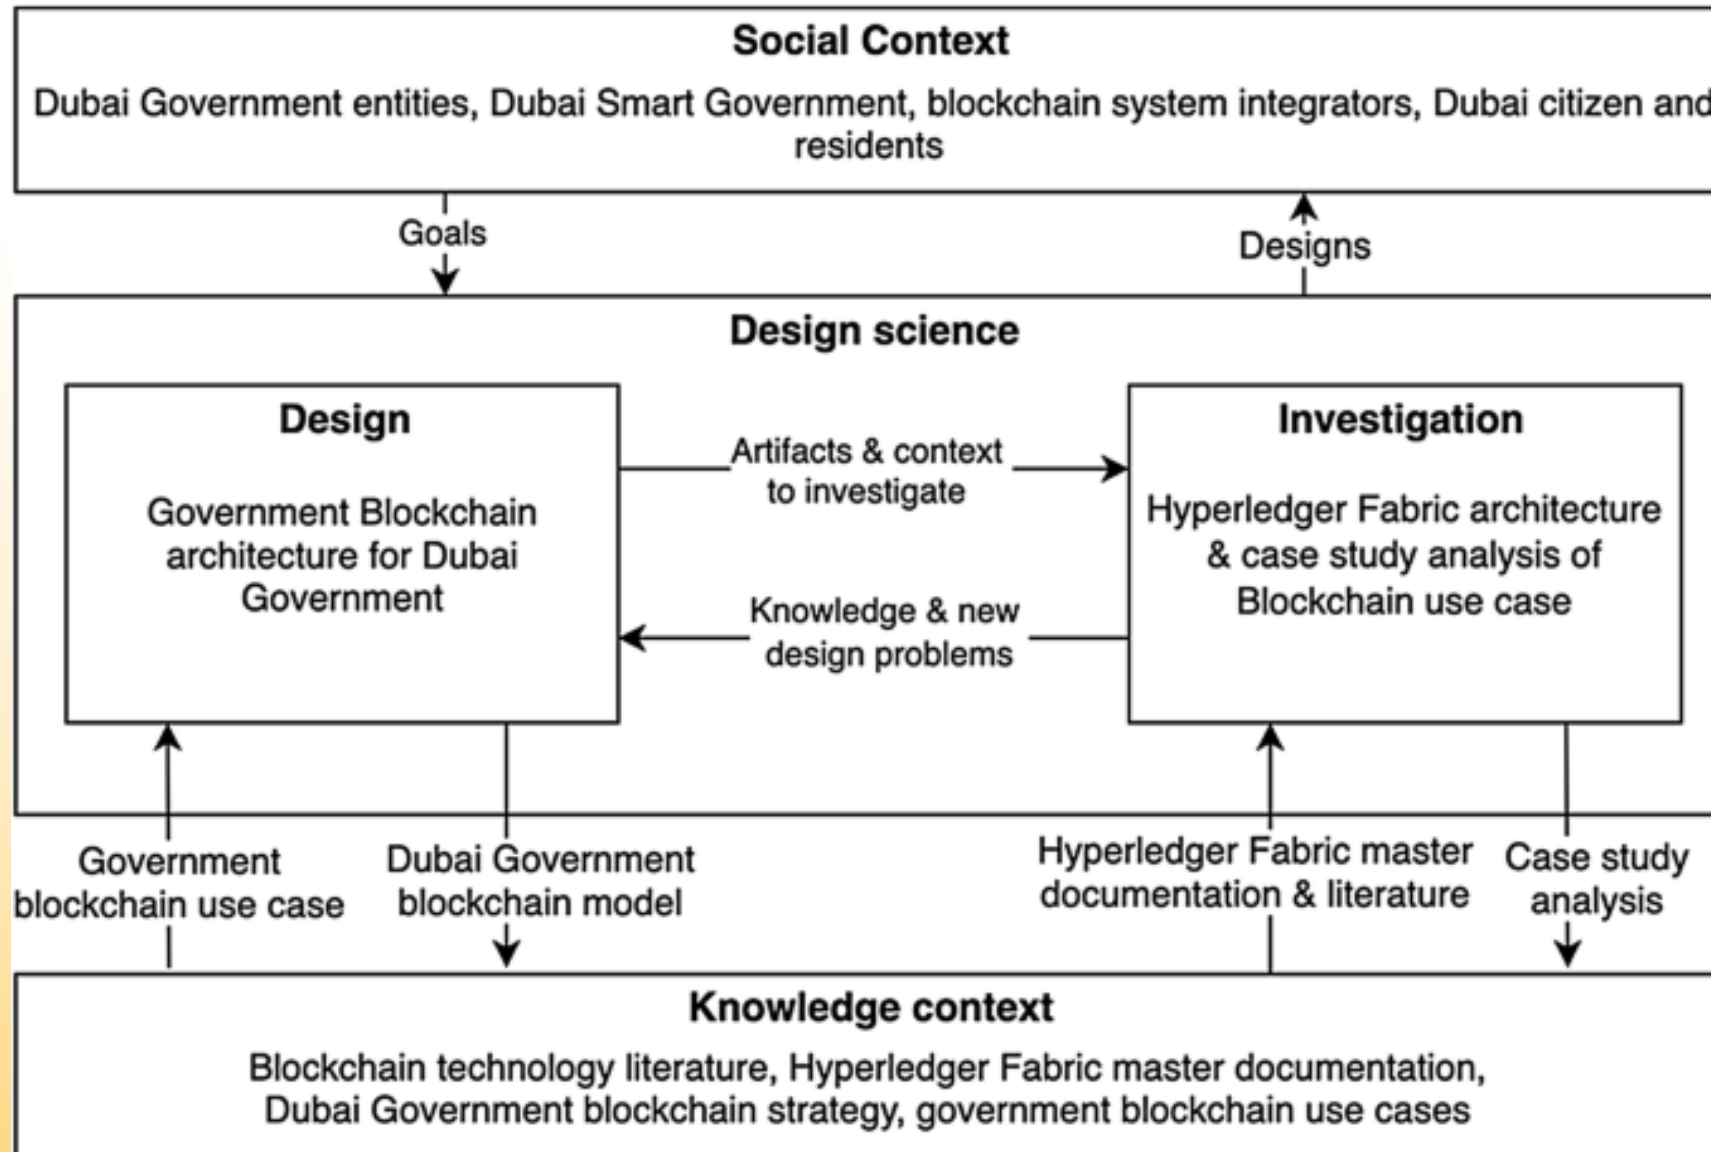 Social Context
Dubai Government entities, Dubai Smart Government, blockchain system integrators, Dubai citizen and
residents
Goals
Designs
Design science
Design
Government Blockchain
architecture for Dubai
Government
Artifacts & context
to investigate
Knowledge & new
design problems
Investigation
Hyperledger Fabric architecture
& case study analysis of
Blockchain use case
Government
blockchain use case
Dubai Government
blockchain model
Hyperledger Fabric master
documentation & literature
Case study
analysis
Knowledge context
Blockchain technology literature, Hyperledger Fabric master documentation,
Dubai Government blockchain strategy, government blockchain use cases